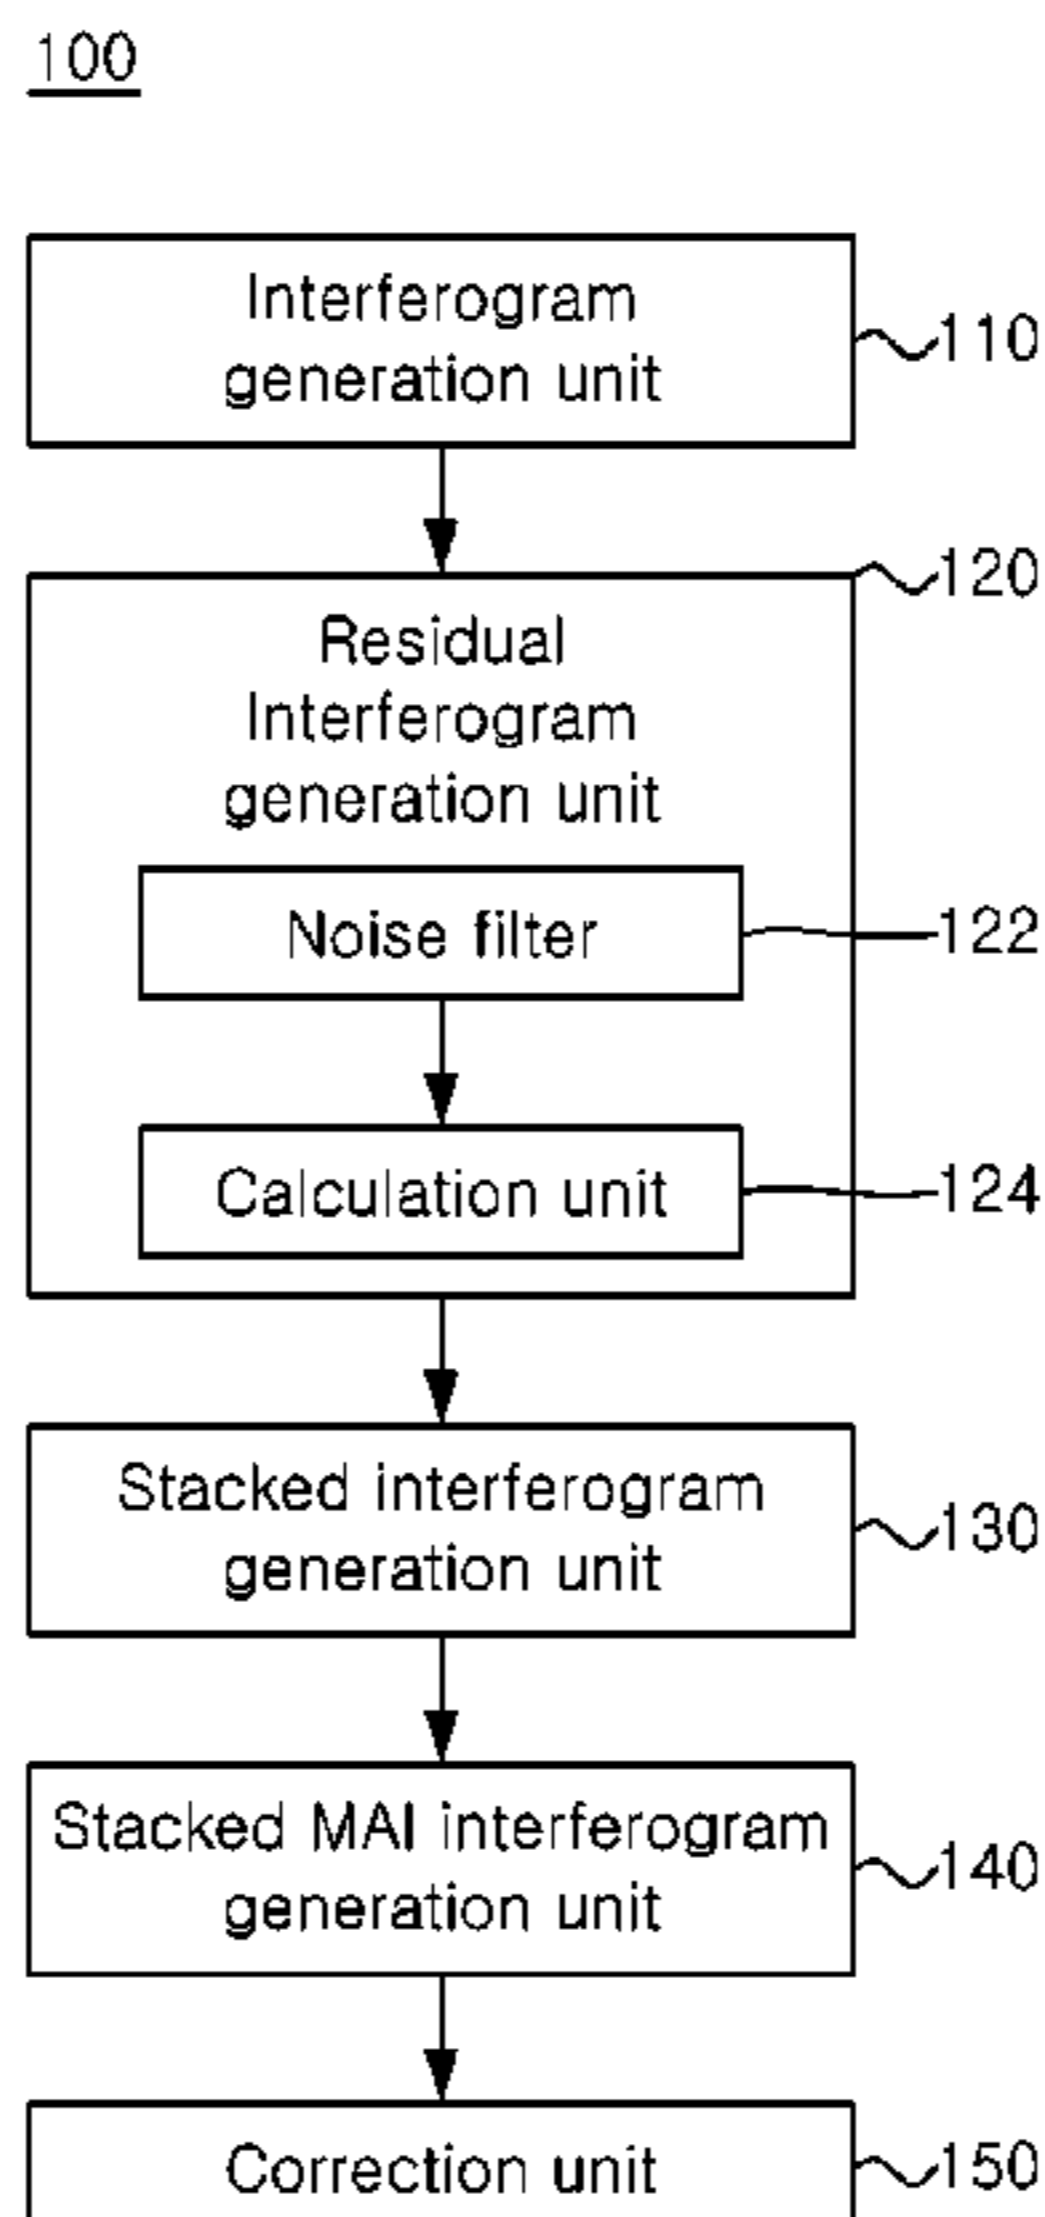 100
Interferogram
generation unit
110
120
Residual
Interferogram
generation unit
Noise filter
122
Calculation unit
124
Stacked interferogram
generation unit
130
Stacked MAI interferogram
generation unit
140
Correction unit
150